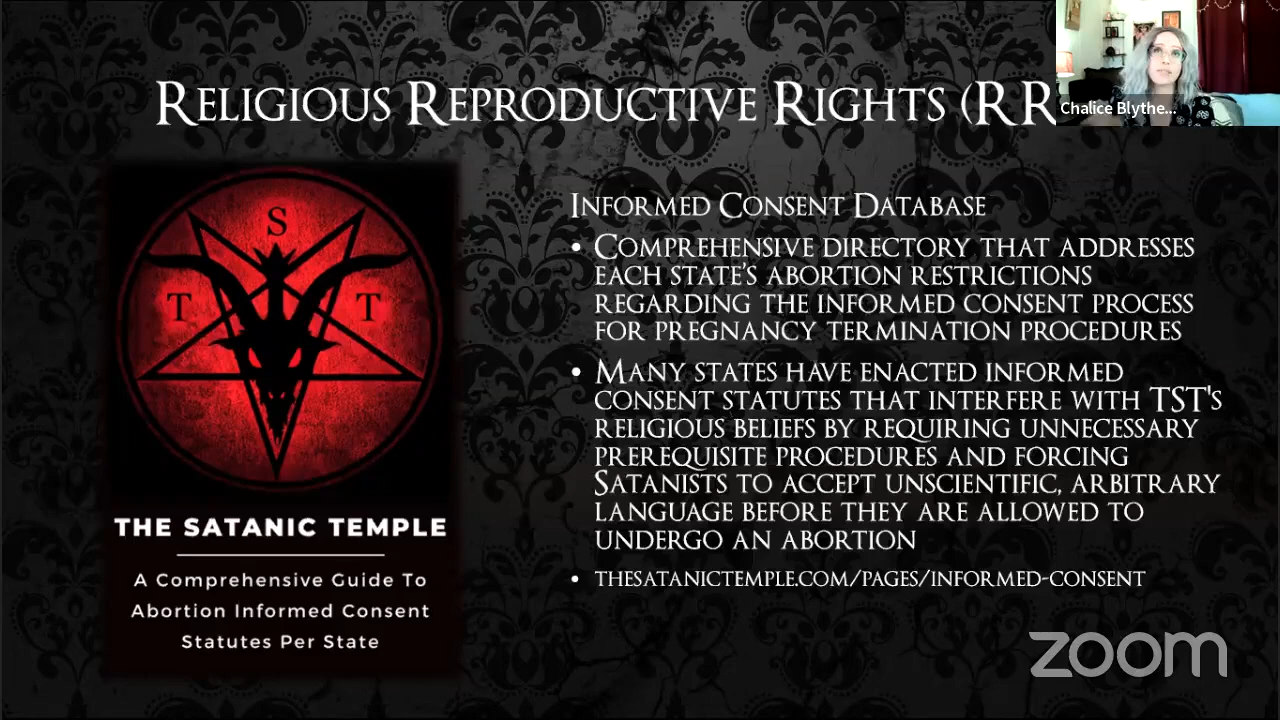 Religious Reproductive Rights (RR
Chalice Blythe...
S
T T
THE SATANIC TEMPLE
A Comprehensive Guide To
Abortion Informed Consent
Statutes Per State
Informed Consent Database
• Comprehensive directory that addresses
each state's abortion restrictions
regarding the informed consent process
for pregnancy termination procedures
• Many states have enacted informed
consent statutes that interfere with TST's
religious beliefs by requiring unnecessary
prerequisite procedures and forcing
Satanists to accept unscientific, arbitrary
language before they are allowed to
undergo an abortion
• thesatanictemple.com/pages/informed-consent
zoom